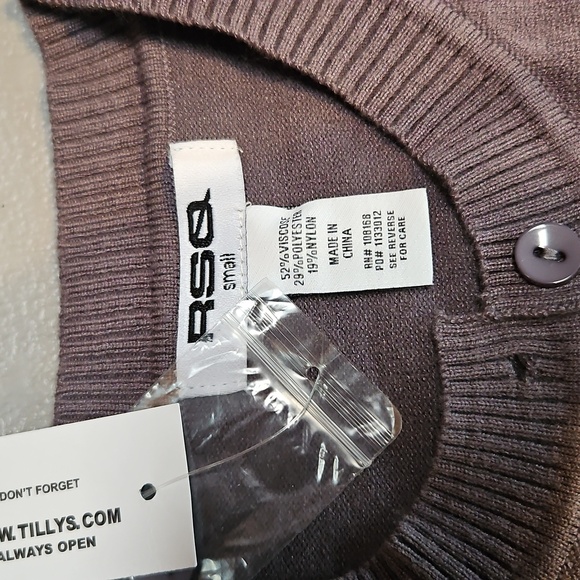 RSQ
small
52%VISCOSE
29%POLYESTER
19%NYLON
MADE IN
CHINA
RN# 108168
PO# 1133012
SEE REVERSE
FOR CARE
DON'T FORGET
W.TILLYS.COM
ALWAYS OPEN